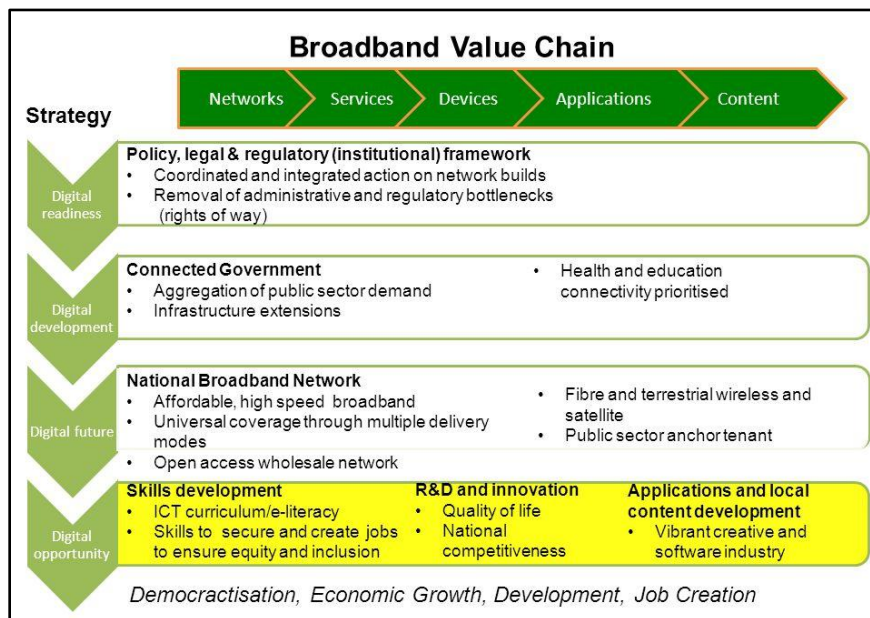 Broadband Value Chain
Networks
Services
Devices
Applications
Content
Strategy
Digital
readiness
Policy, legal & regulatory (institutional) framework
• Coordinated and integrated action on network builds
• Removal of administrative and regulatory bottlenecks
(rights of way)
Digital
development
Connected Government
• Aggregation of public sector demand
• Infrastructure extensions
• Health and education
connectivity prioritised
Digital future
National Broadband Network
• Affordable, high speed broadband
• Universal coverage through multiple delivery
modes
• Open access wholesale network
• Fibre and terrestrial wireless and
satellite
• Public sector anchor tenant
Digital
opportunity
Skills development
• ICT curriculum/e-literacy
• Skills to secure and create jobs
to ensure equity and inclusion
R&D and innovation
• Quality of life
• National
competitiveness
Applications and local
content development
• Vibrant creative and
software industry
Democractisation, Economic Growth, Development, Job Creation